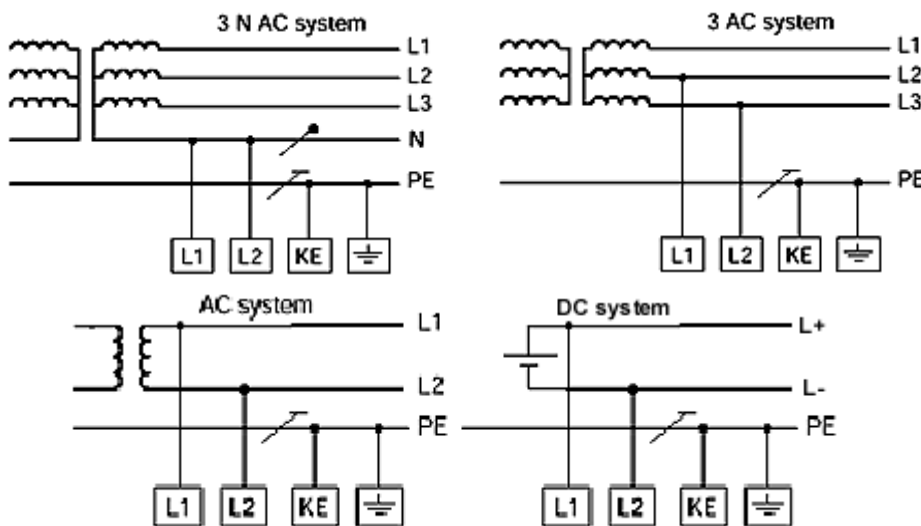 3 N AC system
L1
L2
L3
N
PE
L1 L2 KE
3 AC system
L1
L2
L3
PE
L1 L2 KE
AC system
L1
L2
PE
L1 L2 KE
DC system
L+
L-
PE
L1 L2 KE